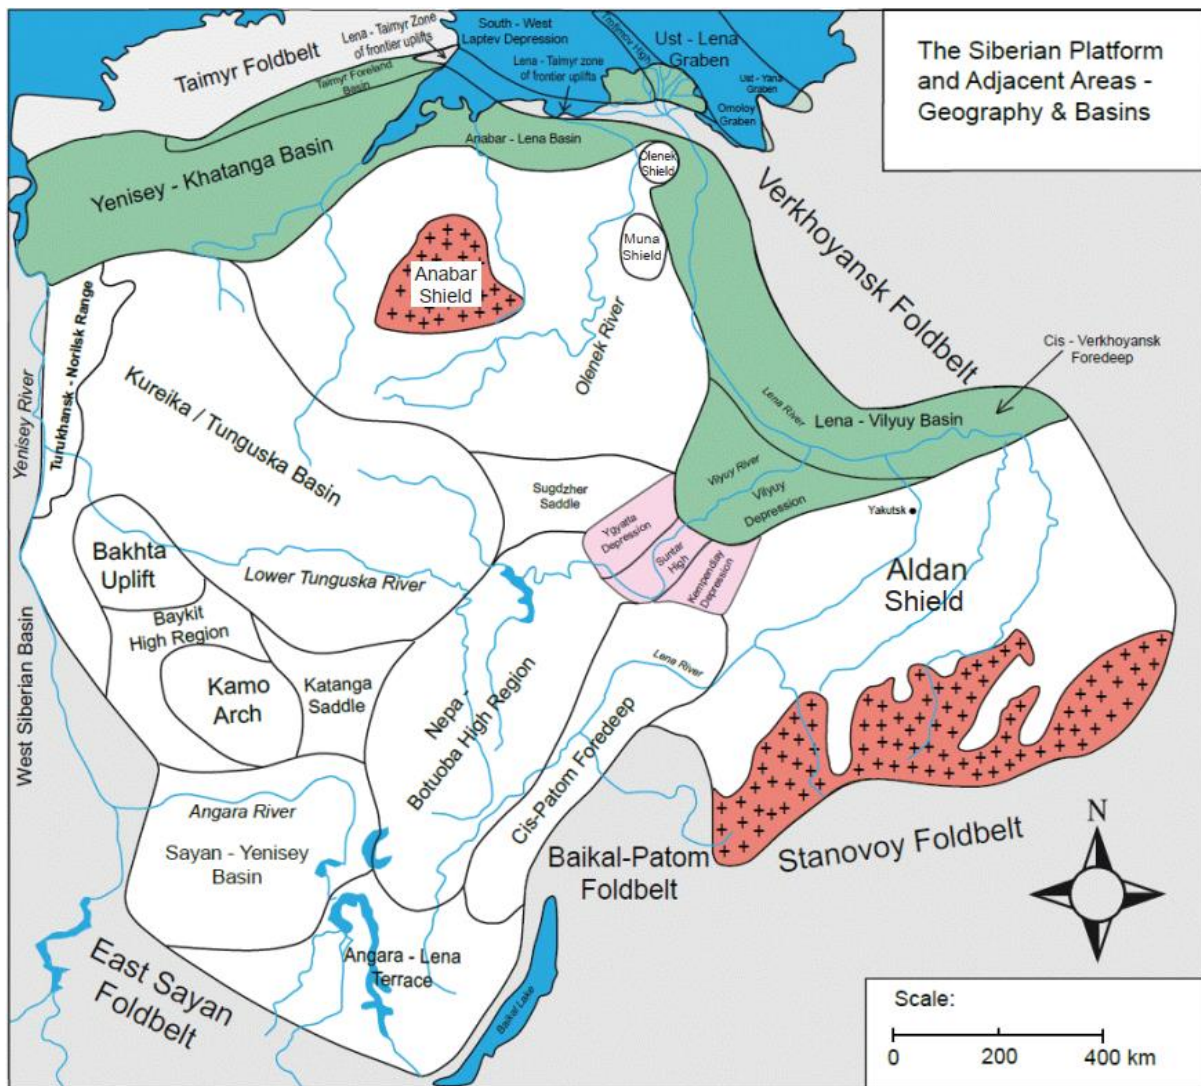 The Siberian Platform
and Adjacent Areas -
Geography & Basins
Taimyr Foldbelt
Lena - Taimyr Zone
of frontier uplifts
South - West
Laptev Depression
Trofimov High
Ust - Lena
Graben
Taimyr Foreland
Basin
Lena - Taimyr zone
of frontier uplifts
Ust - Yana
Graben
Omoloy
Graben
Yenisey - Khatanga Basin
Anabar - Lena Basin
Olenek
Shield
Verkhoyansk Foldbelt
Muna
Shield
Anabar
Shield
Turukhansk - Norilsk Range
Olenek River
Cis - Verkhoyansk
Foredeep
Yenisey River
Kureika / Tunguska Basin
Lena River
Lena - Vilyuy Basin
Vilyuy River
Sugdzher
Saddle
Vilyuy
Depression
Yakutsk
Ygyatta
Depression
Suntar
High
Kempendiay
Depression
Bakhta
Uplift
Lower Tunguska River
Aldan
Shield
Baykit
High Region
West Siberian Basin
Kamo
Arch
Katanga
Saddle
Nepa -
Botuoba High Region
Lena River
Cis-Patom Foredeep
Angara River
Sayan - Yenisey
Basin
Baikal-Patom
Foldbelt
Stanovoy Foldbelt
N
East Sayan
Foldbelt
Angara - Lena
Terrace
Baikal Lake
Scale:
0 200 400 km